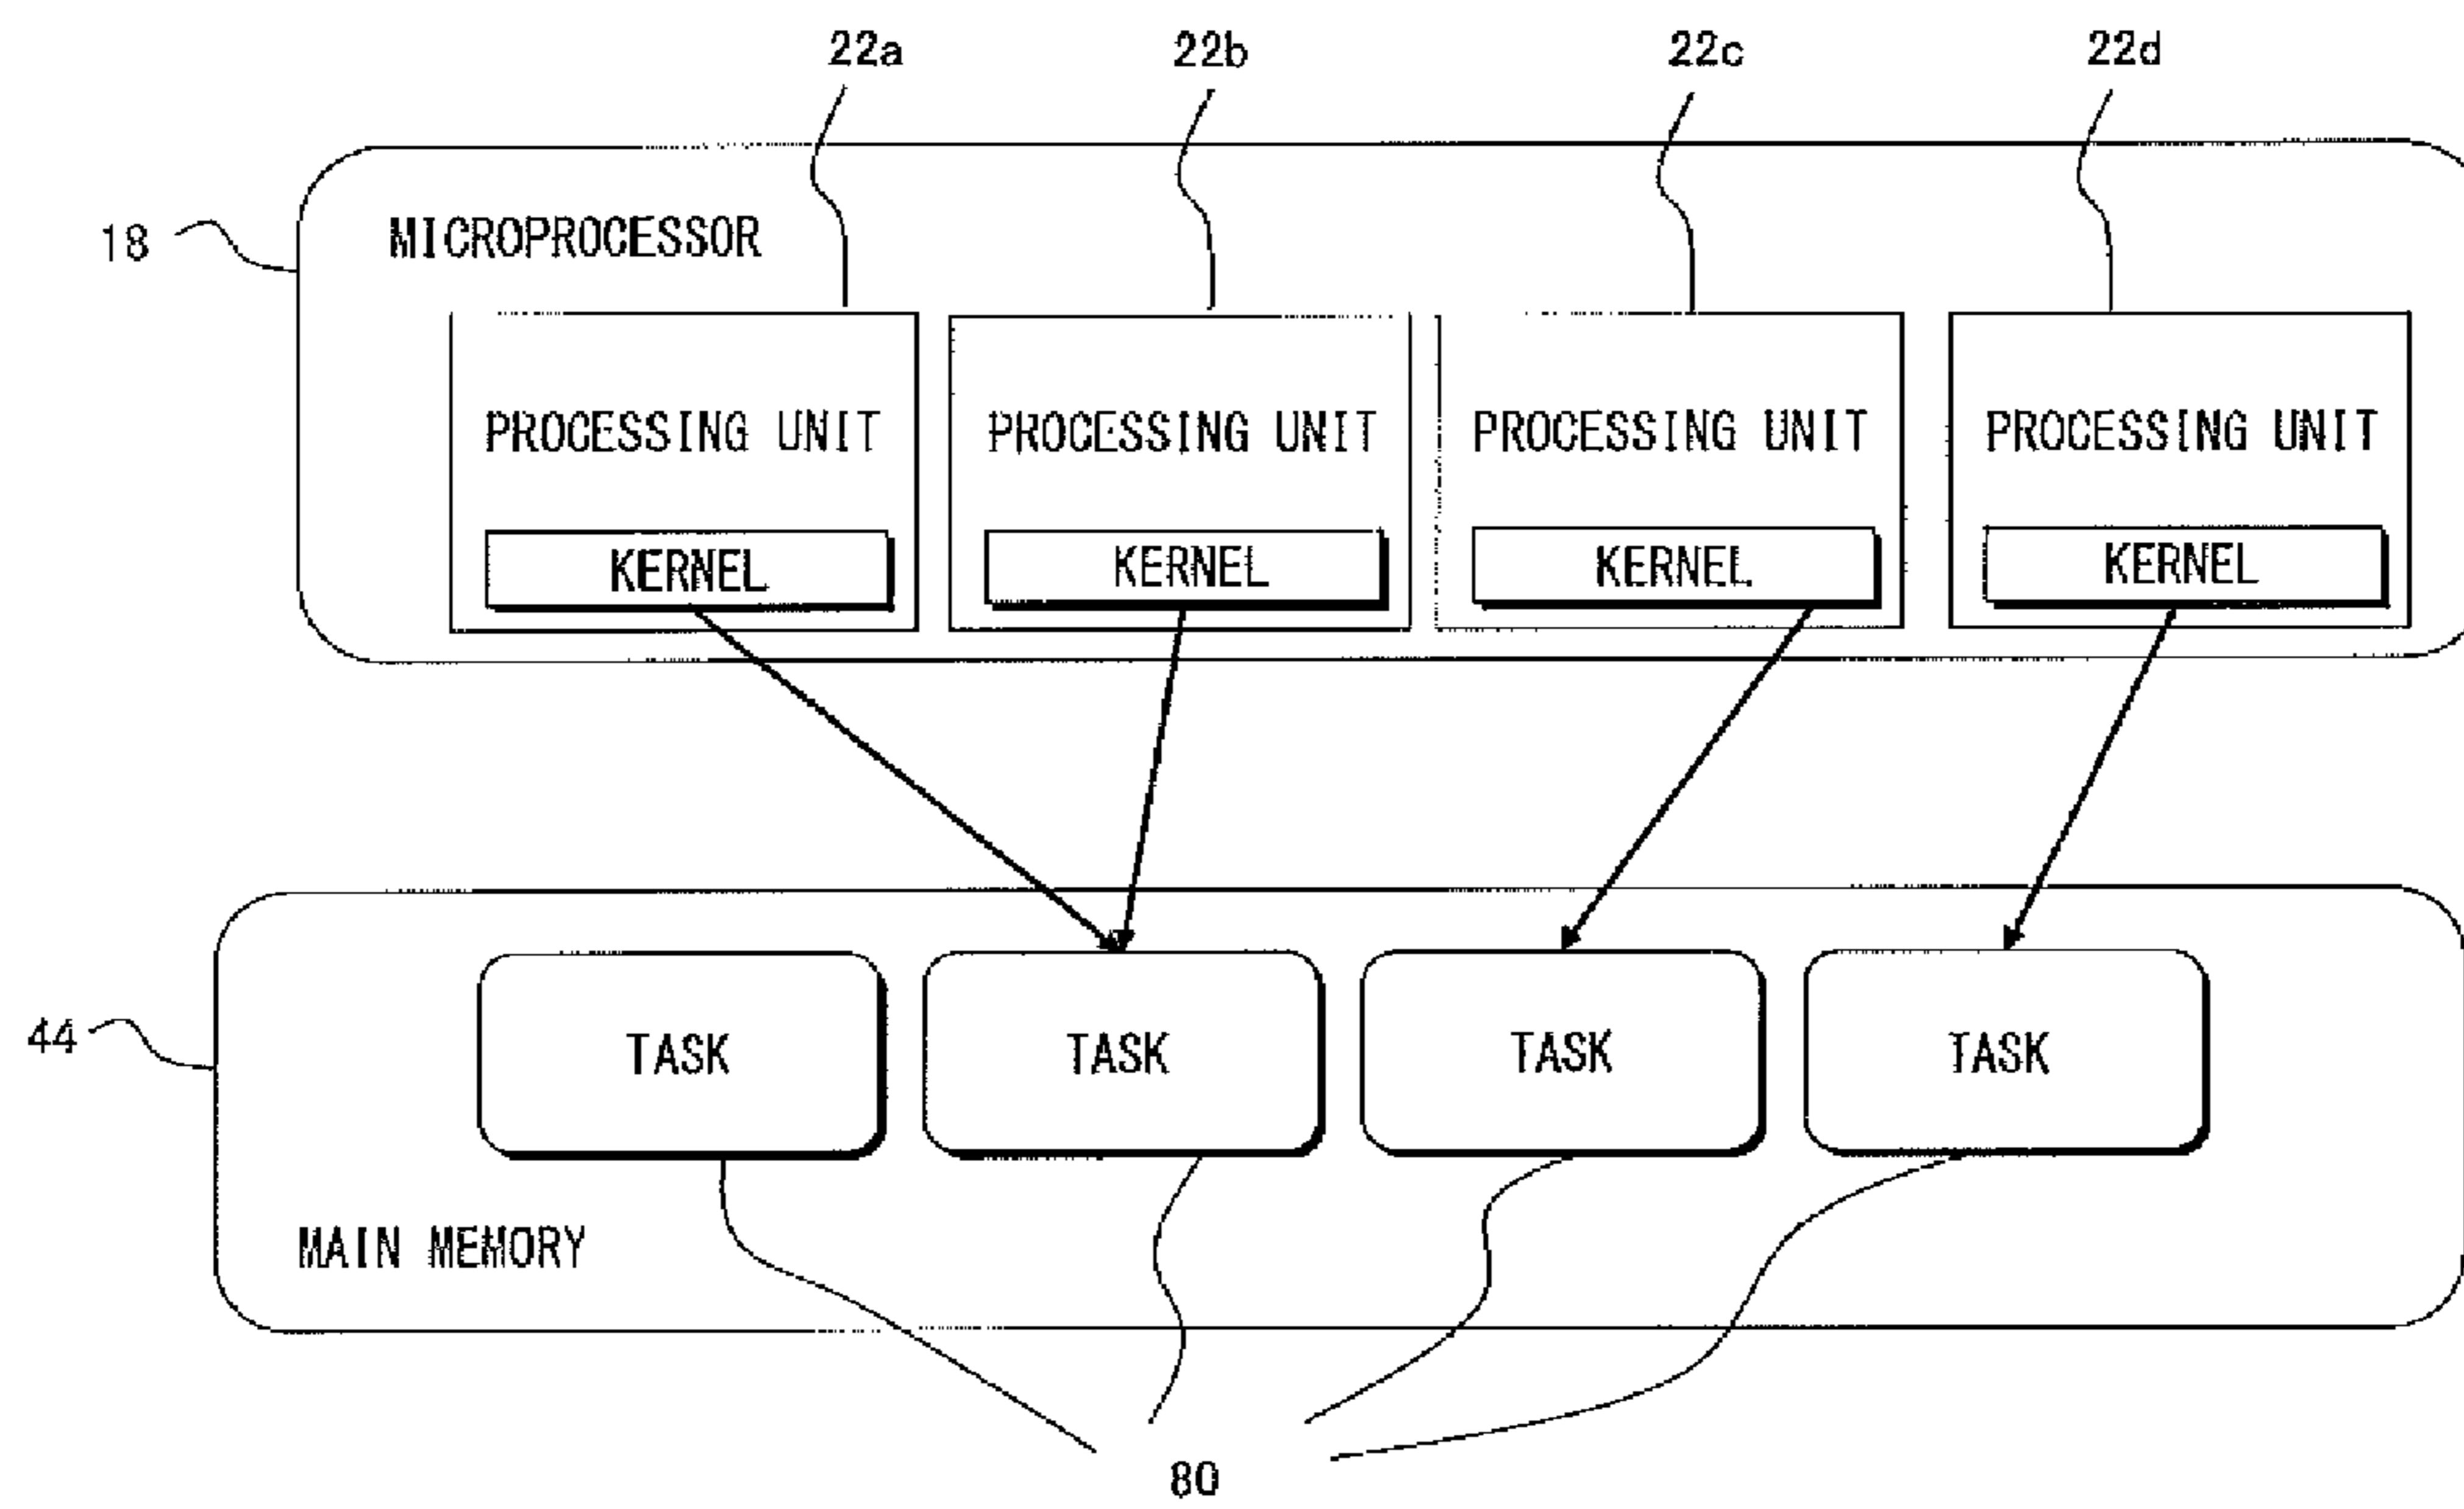 22a 22b 22c 22d
18 MICROPROCESSOR
PROCESSING UNIT PROCESSING UNIT PROCESSING UNIT PROCESSING UNIT
KERNEL KERNEL KERNEL KERNEL
44 TASK TASK TASK TASK
MAIN MEMORY
80